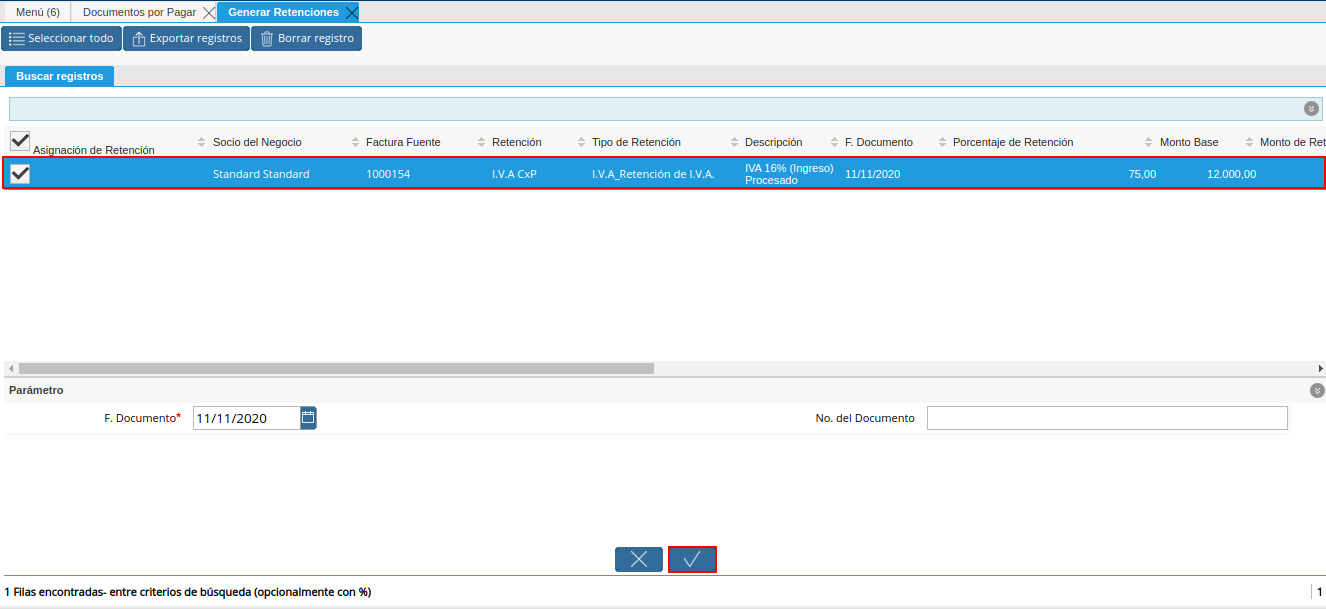 Menú (6) Documentos por Pagar Generar Retenciones
Seleccionar todo Exportar registros Borrar registro
Buscar registros
Asignación de Retención Socio del Negocio Factura Fuente Retención Tipo de Retención Descripción F. Documento Porcentaje de Retención Monto Base Monto de Ret
Standard Standard 1000154 I.V.A CxP I.V.A_Retención de I.V.A. IVA 16% (Ingreso) 11/11/2020 75,00 12.000,00
Procesado
Parámetro
F. Documento* 11/11/2020 No. del Documento
1 Filas encontradas- entre criterios de búsqueda (opcionalmente con %) 1